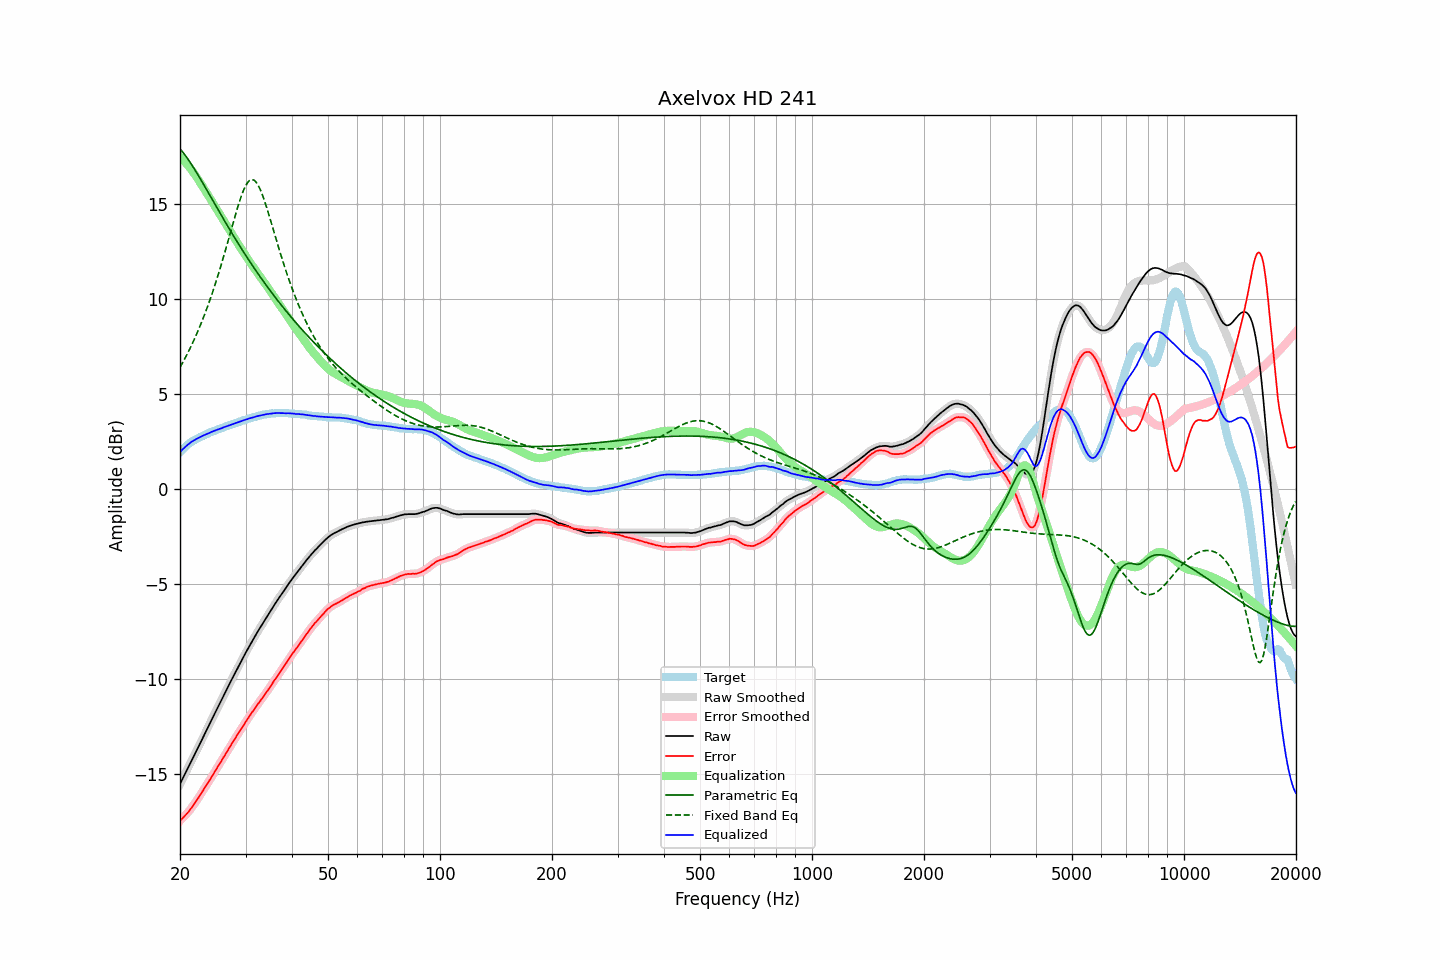 Axelvox HD 241
Amplitude (dBr)
15
10
5
0
−5
−10
−15
20
50
100
200
500
1000
2000
5000
10000
20000
Frequency (Hz)
Target
Raw Smoothed
Error Smoothed
Raw
Error
Equalization
Parametric Eq
Fixed Band Eq
Equalized